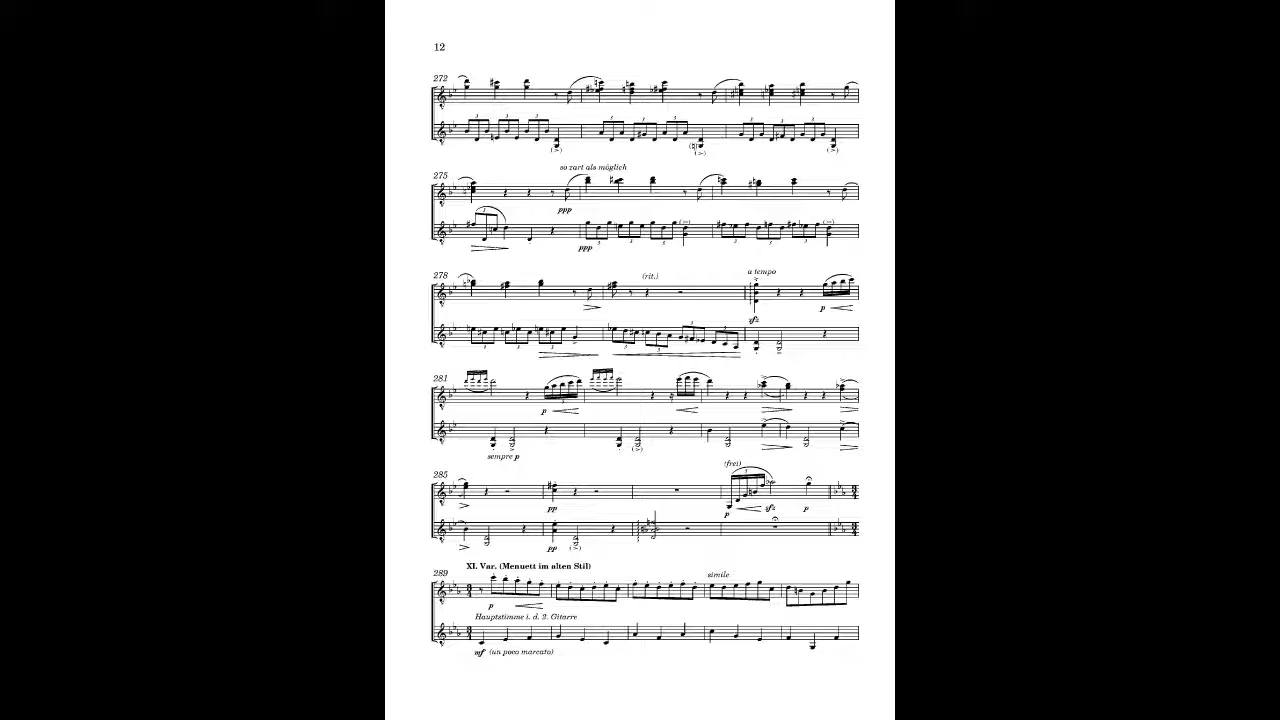 12
272
275
so zart als möglich
ppp
ppp
278
(rit.)
a tempo
p
sfz
281
p
sempre p
285
(frei)
pp
p
sfz
p
pp
XI. Var. (Menuett im alten Stil)
289
simile
p
Hauptstimme i. d. 2. Gitarre
mf (un poco marcato)